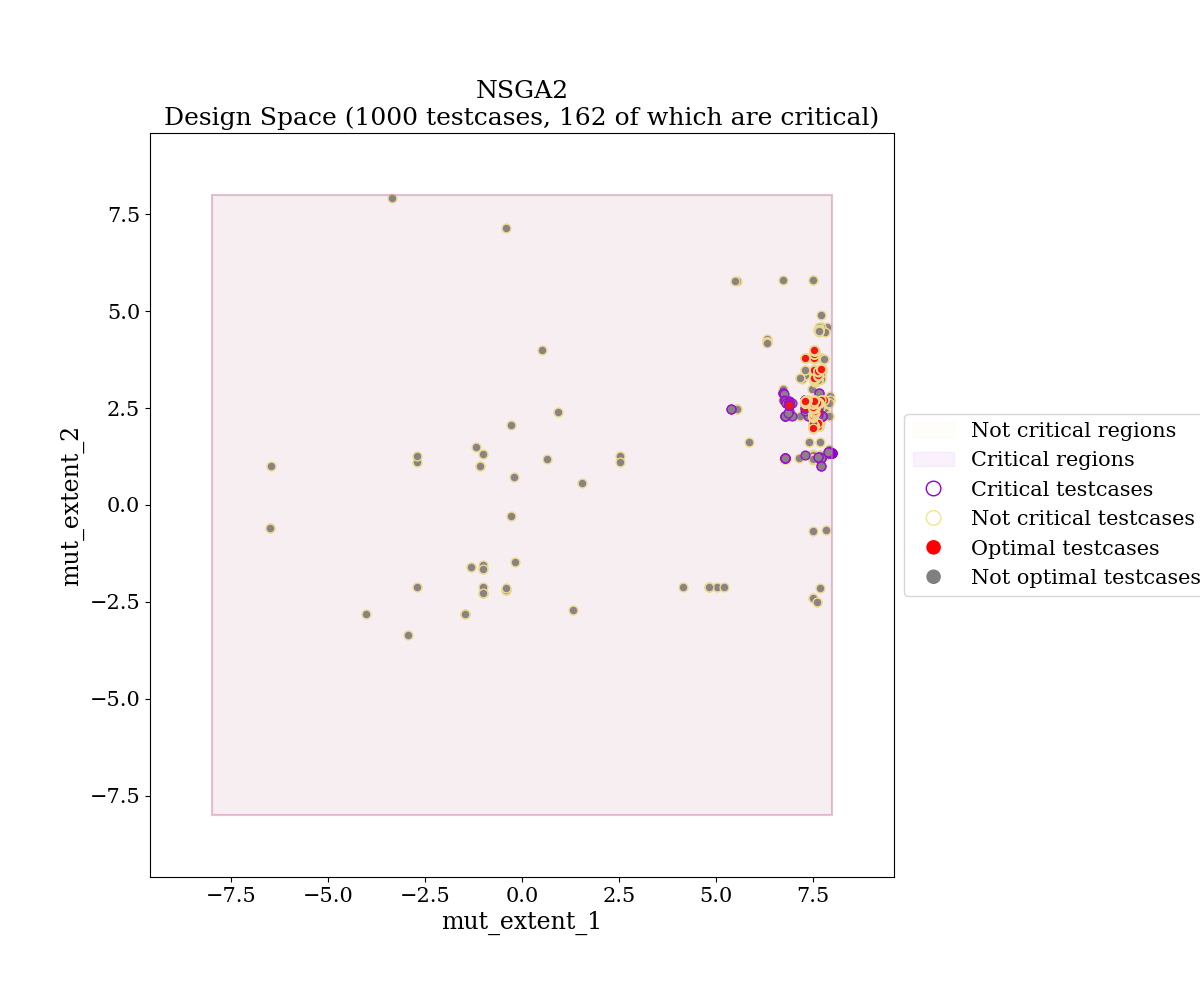 NSGA2
Design Space (1000 testcases, 162 of which are critical)
7.5
5.0
2.5
0.0
−2.5
−5.0
−7.5
mut_extent_2
−7.5 −5.0 −2.5 0.0 2.5 5.0 7.5
mut_extent_1
Not critical regions
Critical regions
Critical testcases
Not critical testcases
Optimal testcases
Not optimal testcases